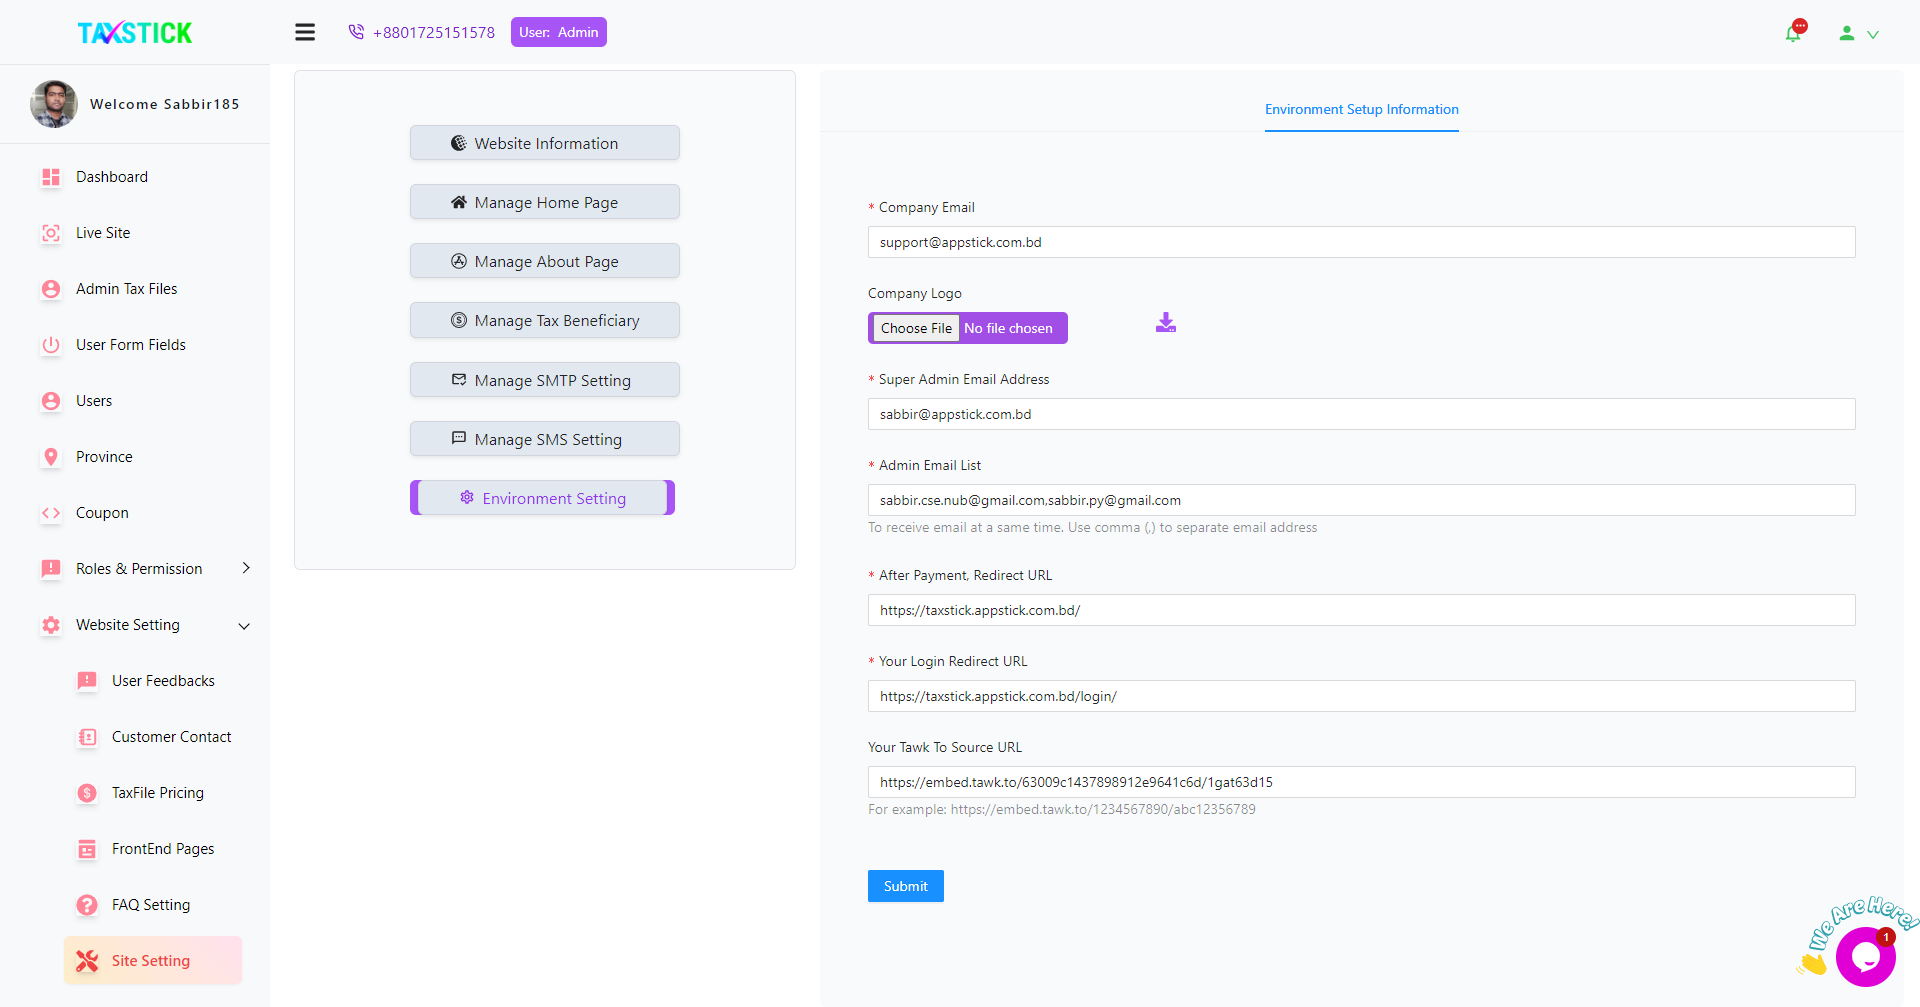 TAXSTICK
+8801725151578
User: Admin
Welcome Sabbir185
Dashboard
Live Site
Admin Tax Files
User Form Fields
Users
Province
Coupon
Roles & Permission
Website Setting
User Feedbacks
Customer Contact
TaxFile Pricing
FrontEnd Pages
FAQ Setting
Site Setting
Website Information
Manage Home Page
Manage About Page
Manage Tax Beneficiary
Manage SMTP Setting
Manage SMS Setting
Environment Setting
Environment Setup Information
* Company Email
support@appstick.com.bd
Company Logo
Choose File No file chosen
* Super Admin Email Address
sabbir@appstick.com.bd
* Admin Email List
sabbir.cse.nub@gmail.com,sabbir.py@gmail.com
To receive email at a same time. Use comma (,) to separate email address
* After Payment, Redirect URL
https://taxstick.appstick.com.bd/
* Your Login Redirect URL
https://taxstick.appstick.com.bd/login/
Your Tawk To Source URL
https://embed.tawk.to/63009c1437898912e9641c6d/1gat63d15
For example: https://embed.tawk.to/1234567890/abc12356789
Submit
We Are Here!
1